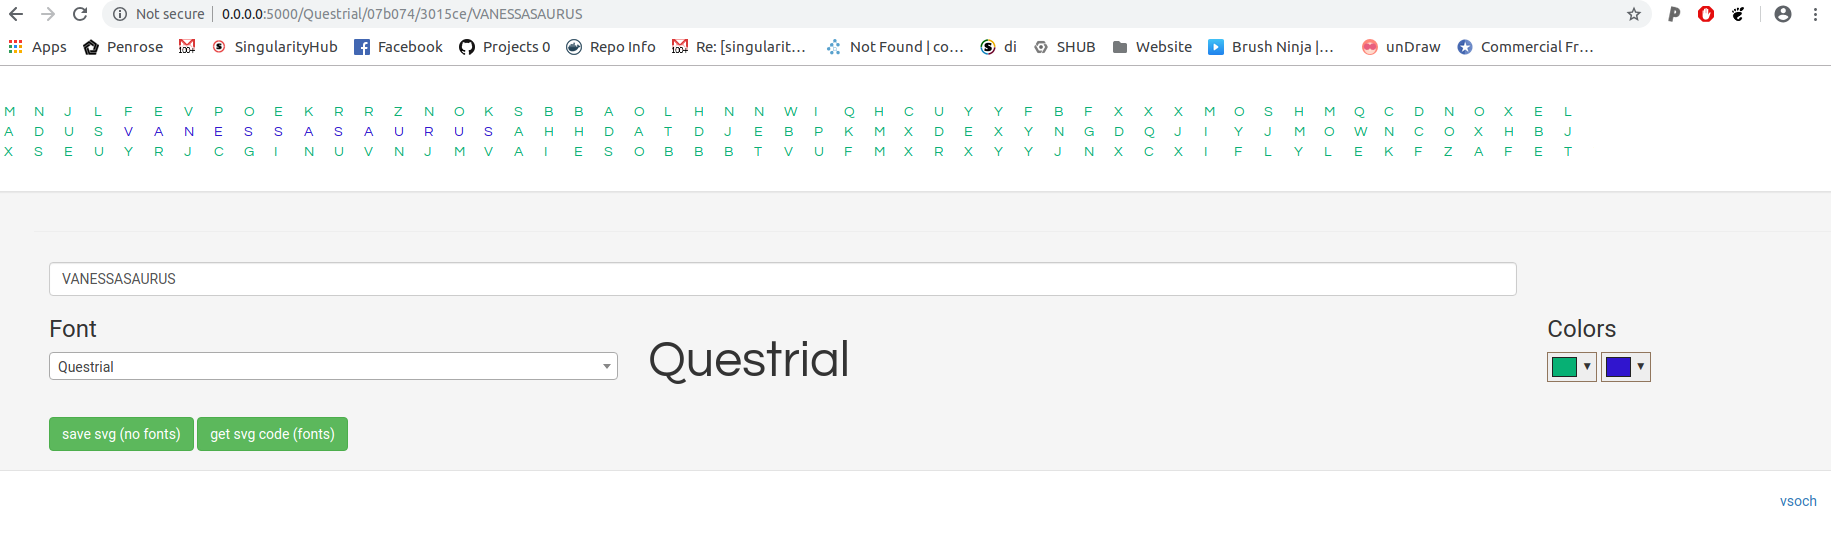 Not secure | 0.0.0.0:5000/Questrial/07b074/3015ce/VANESSASAURUS
Apps Penrose 100+ SingularityHub Facebook Projects 0 Repo Info 100+ Re: [singularit… Not Found | co… di SHUB Website Brush Ninja |… unDraw Commercial Fr…
M N J L F E V P O E K R R Z N O K S B B A O L H N N W I Q H C U Y Y F B F X X X M O S H M Q C D N O X E L
A D U S V A N E S S A S A U R U S A H H D A T D J E B P K M X D E X Y N G D Q J I Y J M O W N C O X H B J
X S E U Y R J C G I N U V N J M V A I E S O B B B T V U F M X R X Y Y J N X C X I F L Y L E K F Z A F E T
VANESSASAURUS
Font
Colors
Questrial
Questrial
save svg (no fonts) get svg code (fonts)
vsoch